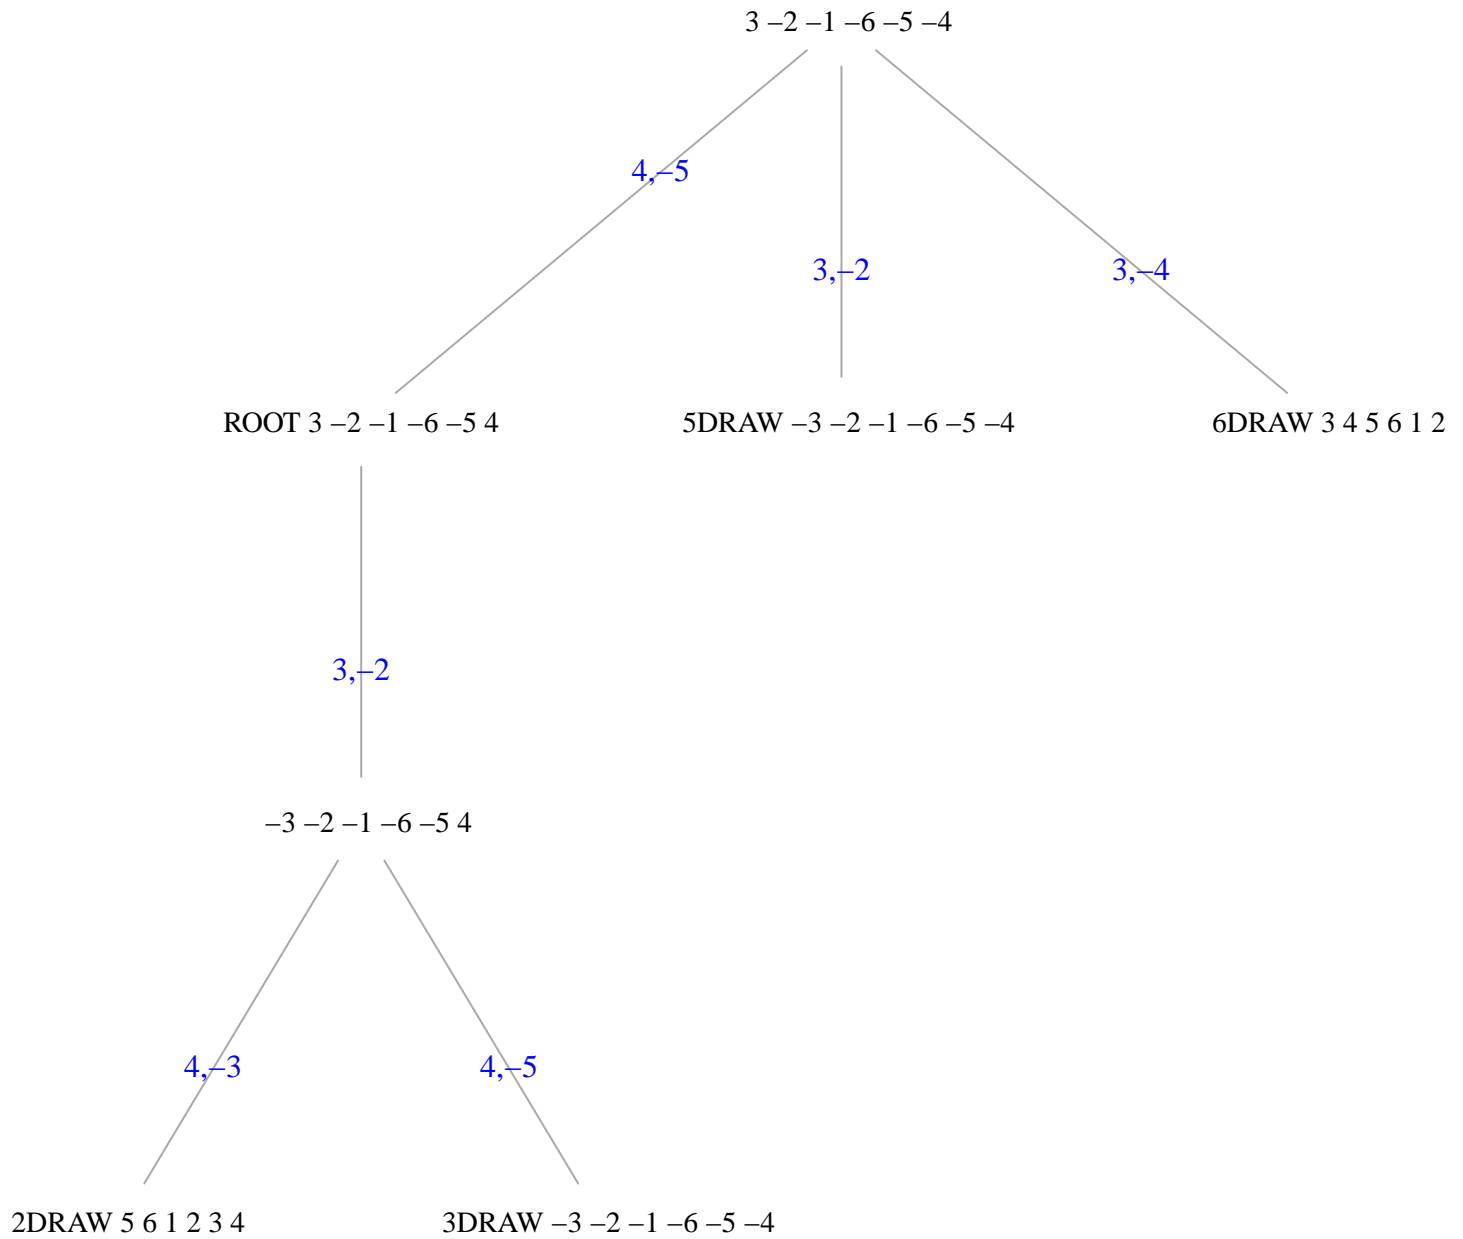 3 –2 –1 –6 –5 –4
4,–5
3,–2
3,–4
ROOT 3 –2 –1 –6 –5 4
5DRAW –3 –2 –1 –6 –5 –4
6DRAW 3 4 5 6 1 2
3,–2
–3 –2 –1 –6 –5 4
4,–3
4,–5
2DRAW 5 6 1 2 3 4
3DRAW –3 –2 –1 –6 –5 –4